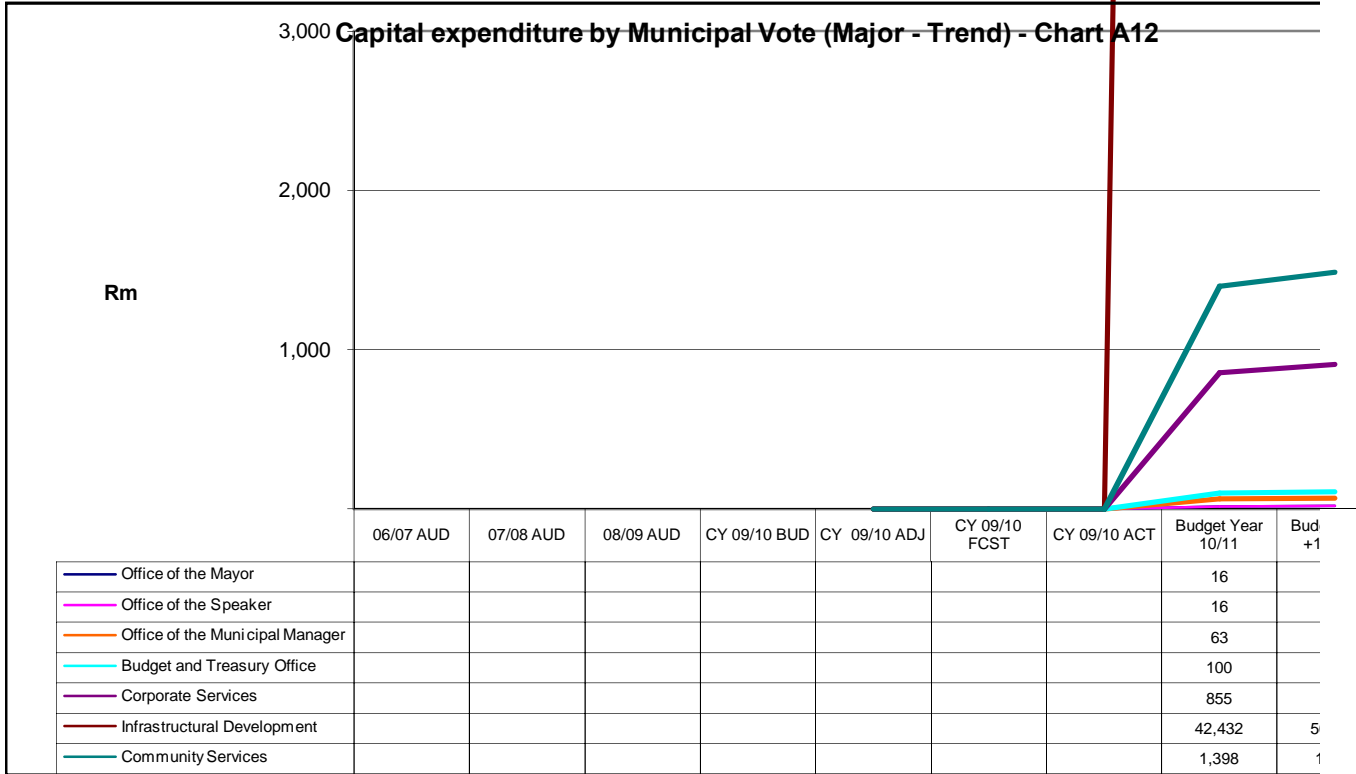 Capital expenditure by Municipal Vote (Major - Trend) - Chart A12
3,000
2,000
Rm
1,000
06/07 AUD 07/08 AUD 08/09 AUD CY 09/10 BUD CY 09/10 ADJ CY 09/10 FCST CY 09/10 ACT Budget Year 10/11 +1
Office of the Mayor 16
Office of the Speaker 16
Office of the Municipal Manager 63
Budget and Treasury Office 100
Corporate Services 855
Infrastructural Development 42,432
Community Services 1,398